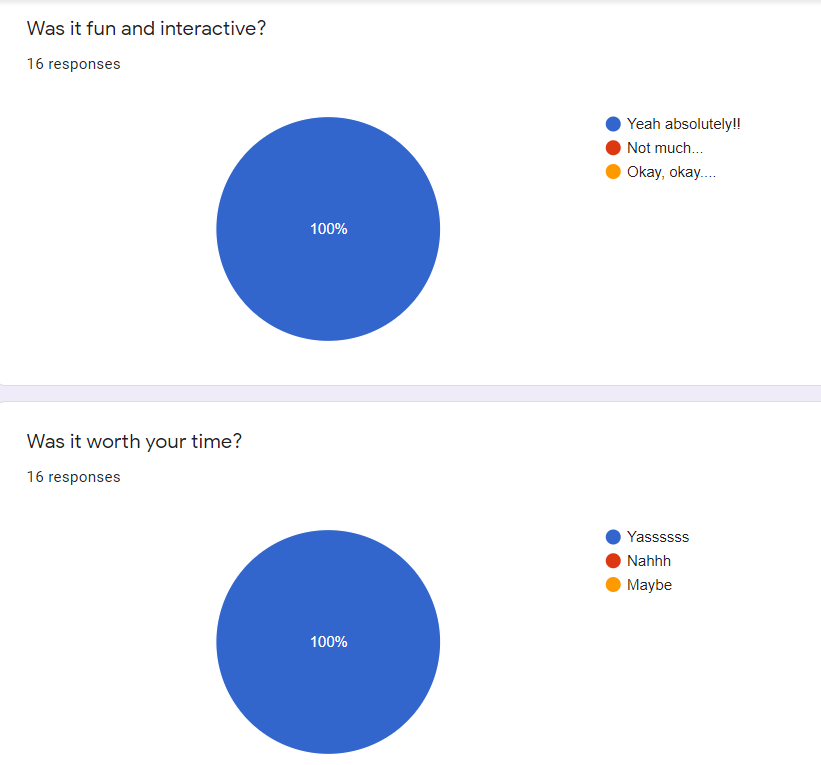 Was it fun and interactive?
16 responses
Yeah absolutely!!
Not much...
Okay, okay....
100%
Was it worth your time?
16 responses
Yassssss
Nahhh
Maybe
100%